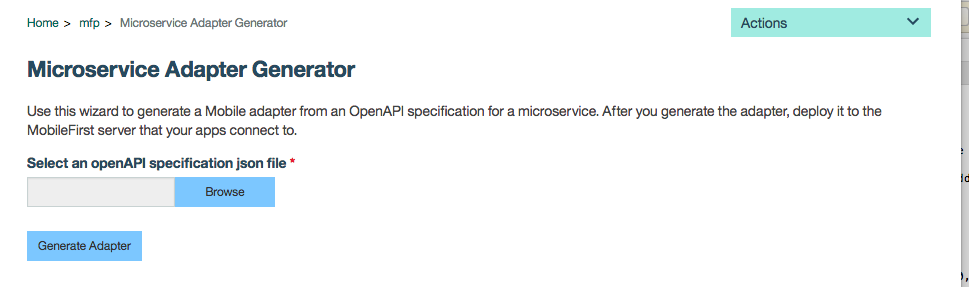 Home > mfp > Microservice Adapter Generator
Actions
Microservice Adapter Generator
Use this wizard to generate a Mobile adapter from an OpenAPI specification for a microservice. After you generate the adapter, deploy it to the
MobileFirst server that your apps connect to.
Select an openAPI specification json file *
Browse
Generate Adapter